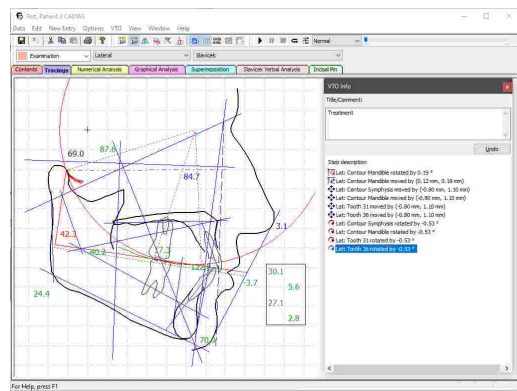 Test, Patient2 CADIAS
Data Edit New Entry Options VTO View Window Help
Normal
Examination Lateral Slavicek
Contents Tracings Numerical Analysis Graphical Analysis Superimposition Slavicek Verbal Analysis Incisal Pin
69.0
87.6
84.7
3.1
42.3
40.2
24.4
-3.7
30.1
5.6
27.1
2.8
VTO Info
Title/Comment:
Treatment
Undo
Step description
Lat: Contour Mandible rotated by 0.19 °
Lat: Contour Mandible moved by (0.12 mm, 0.19 mm)
Lat: Contour Symphysis moved by (-0.80 mm, 1.10 mm)
Lat: Contour Mandible moved by (-0.80 mm, 1.10 mm)
Lat: Tooth 31 moved by (-0.80 mm, 1.10 mm)
Lat: Tooth 36 moved by (-0.80 mm, 1.10 mm)
Lat: Contour Symphysis rotated by -0.53 °
Lat: Contour Mandible rotated by -0.53 °
Lat: Tooth 31 rotated by -0.53 °
Lat: Tooth 36 rotated by -0.53 °
For Help, press F1